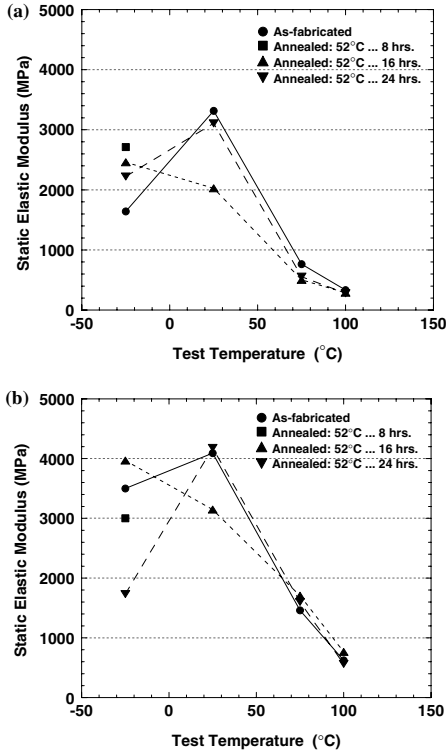 (a)
5000
4000
3000
2000
1000
0
Static Elastic Modulus (MPa)
As-fabricated
Annealed: 52°C ... 8 hrs.
Annealed: 52°C ... 16 hrs.
Annealed: 52°C ... 24 hrs.
-50 0 50 100 150
Test Temperature (°C)
(b)
5000
4000
3000
2000
1000
0
Static Elastic Modulus (MPa)
As-fabricated
Annealed: 52°C ... 8 hrs.
Annealed: 52°C ... 16 hrs.
Annealed: 52°C ... 24 hrs.
-50 0 50 100 150
Test Temperature (°C)